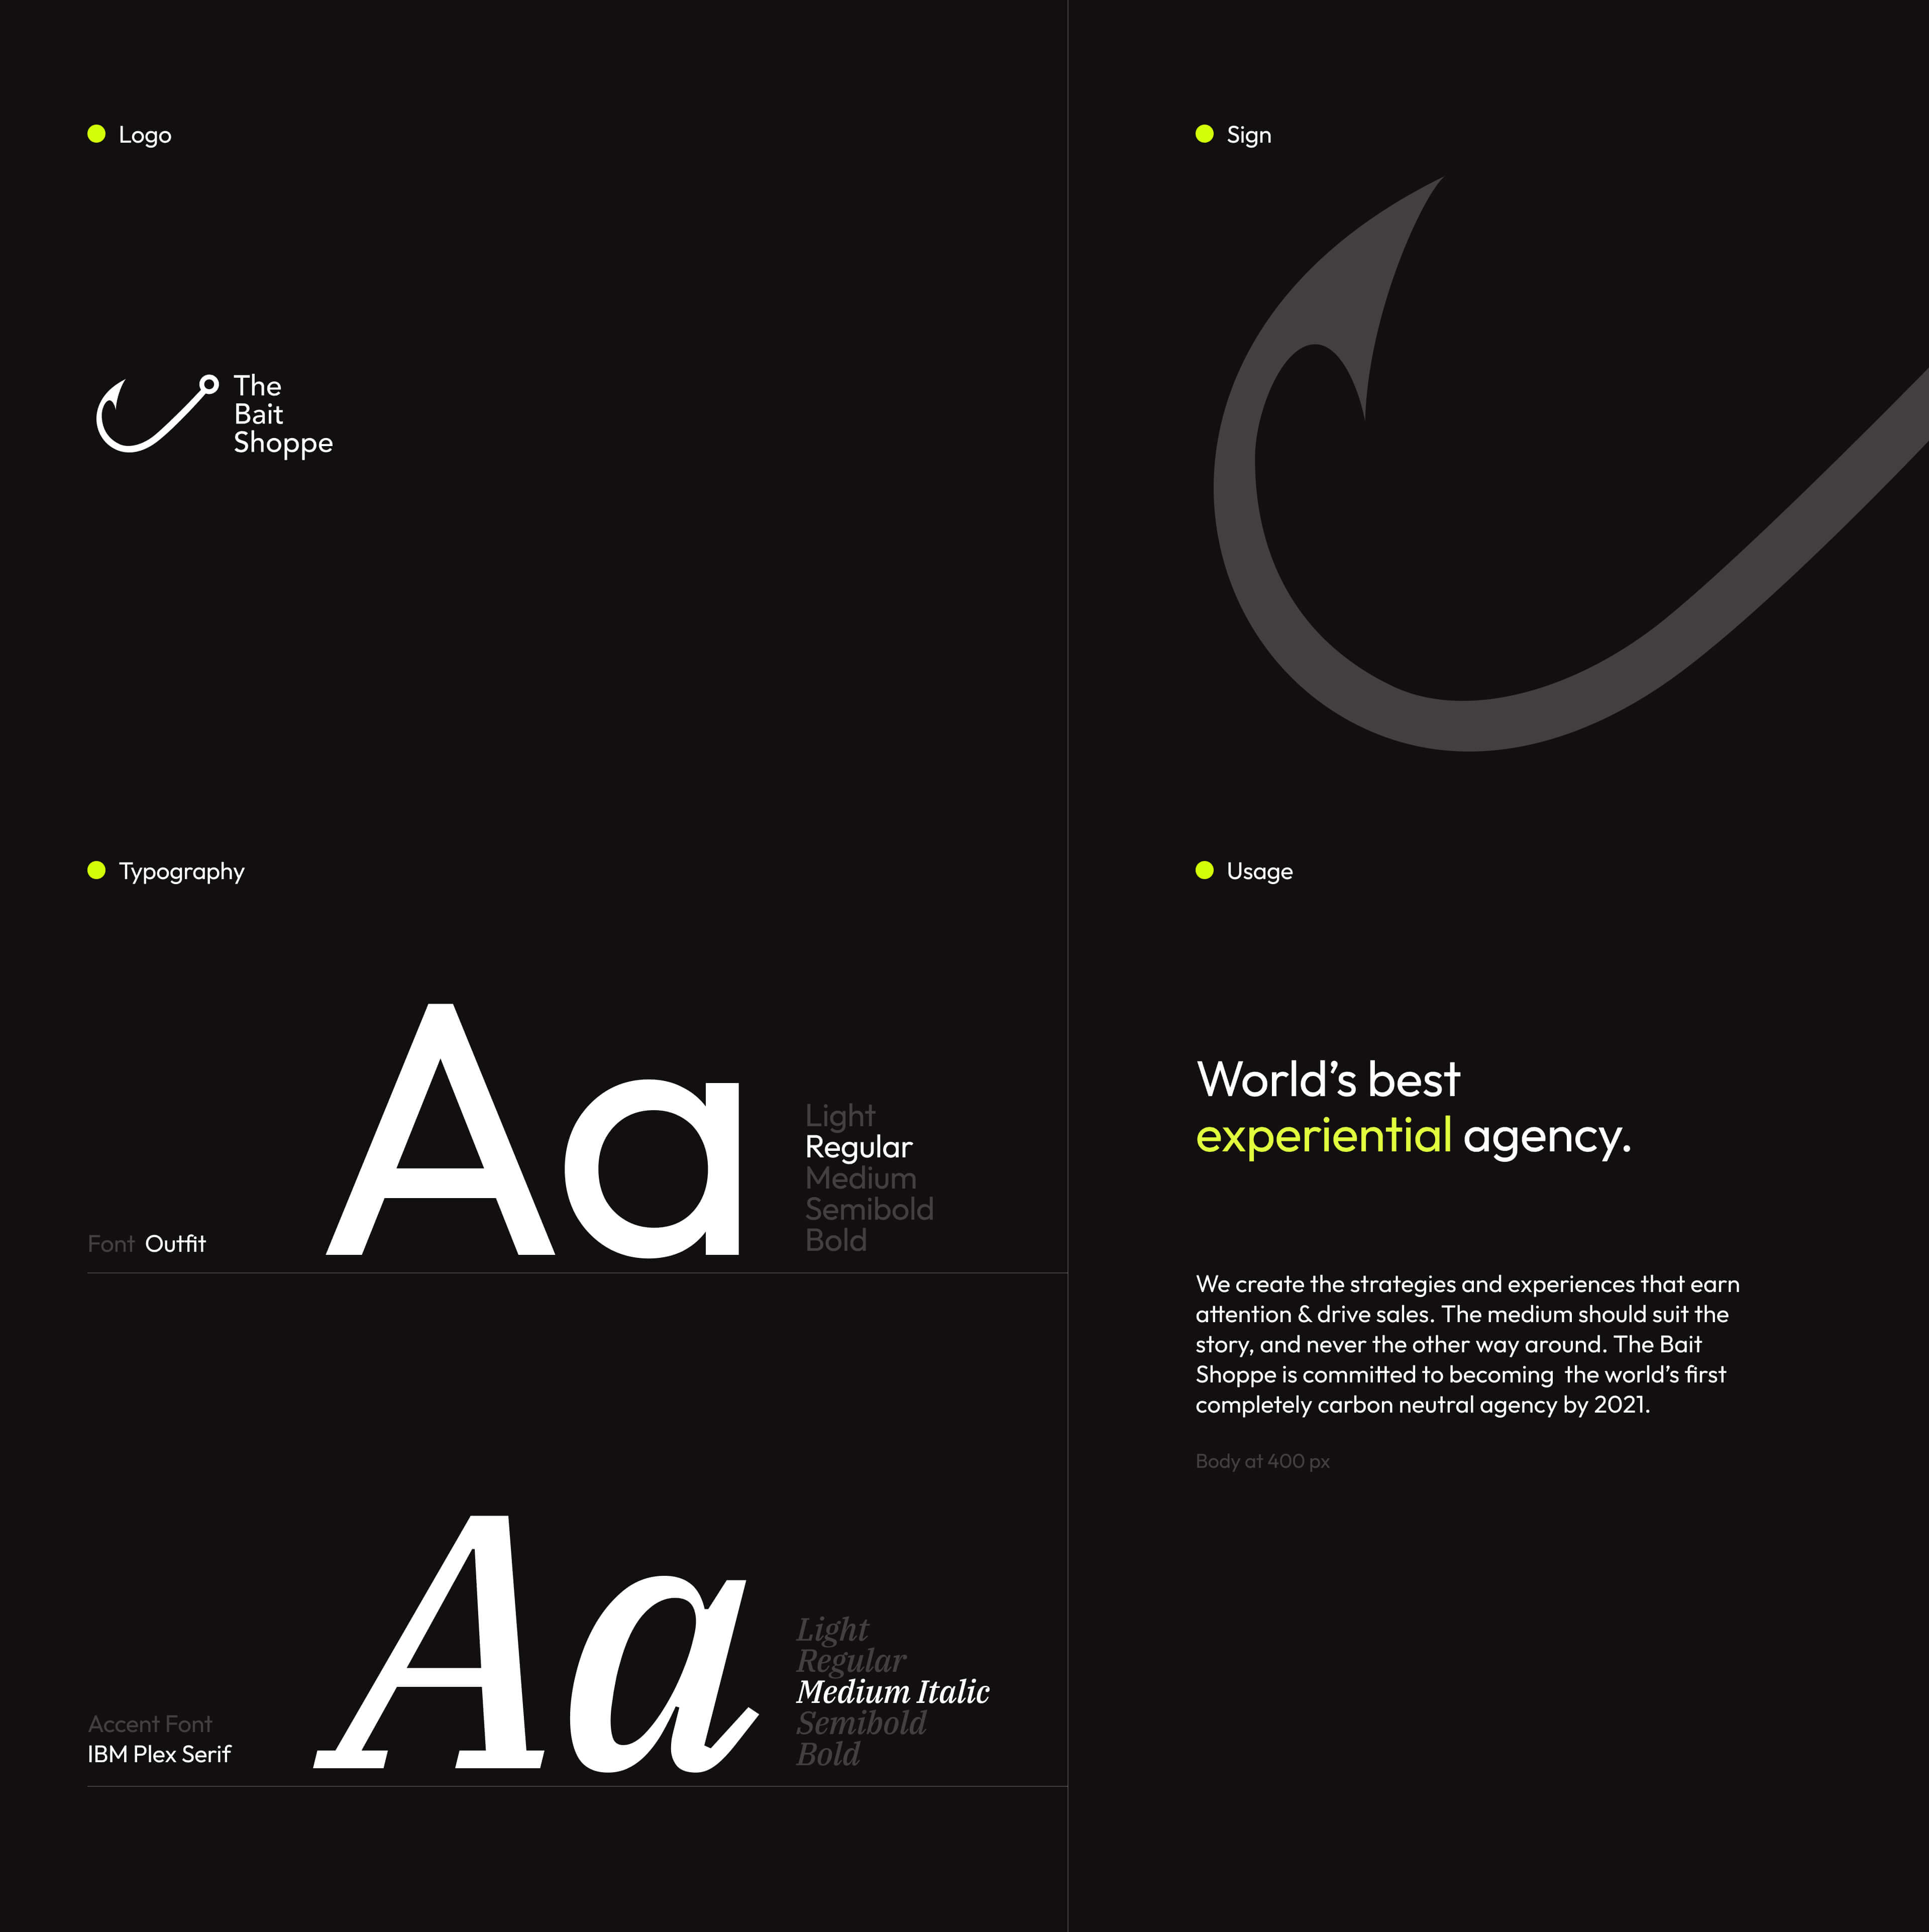 Logo
The
Bait
Shoppe
Sign
Typography
Aa
Light
Regular
Medium
Semibold
Bold
Font Outfit
Aa
Light
Regular
Medium Italic
Semibold
Bold
Accent Font
IBM Plex Serif
Usage
World’s best
experiential agency.
We create the strategies and experiences that earn
attention & drive sales. The medium should suit the
story, and never the other way around. The Bait
Shoppe is committed to becoming  the world’s first
completely carbon neutral agency by 2021.
Body at 400 px